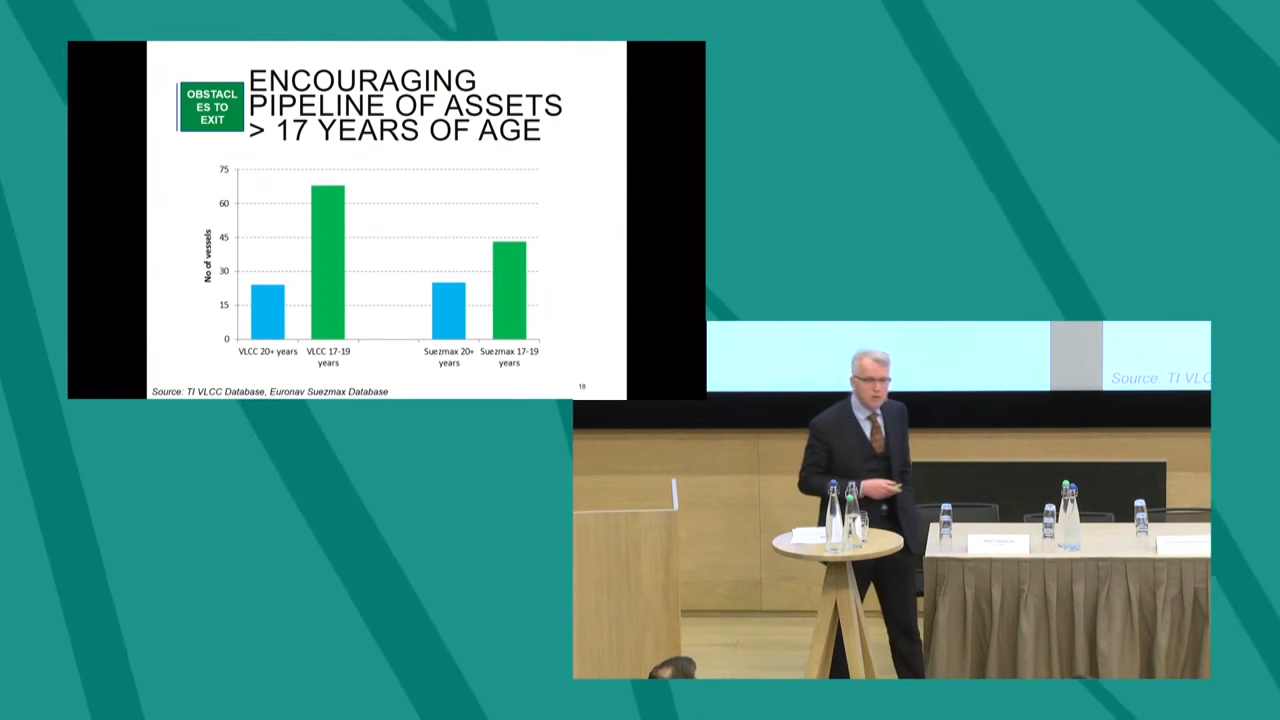 OBSTACL
ES TO
EXIT
ENCOURAGING
PIPELINE OF ASSETS
> 17 YEARS OF AGE
75
60
45
30
15
0
No of vessels
VLCC 20+ years
VLCC 17-19
years
Suezmax 20+
years
Suezmax 17-19
years
Source: TI VLCC Database, Euronav Suezmax Database
18
Source: TI VLC